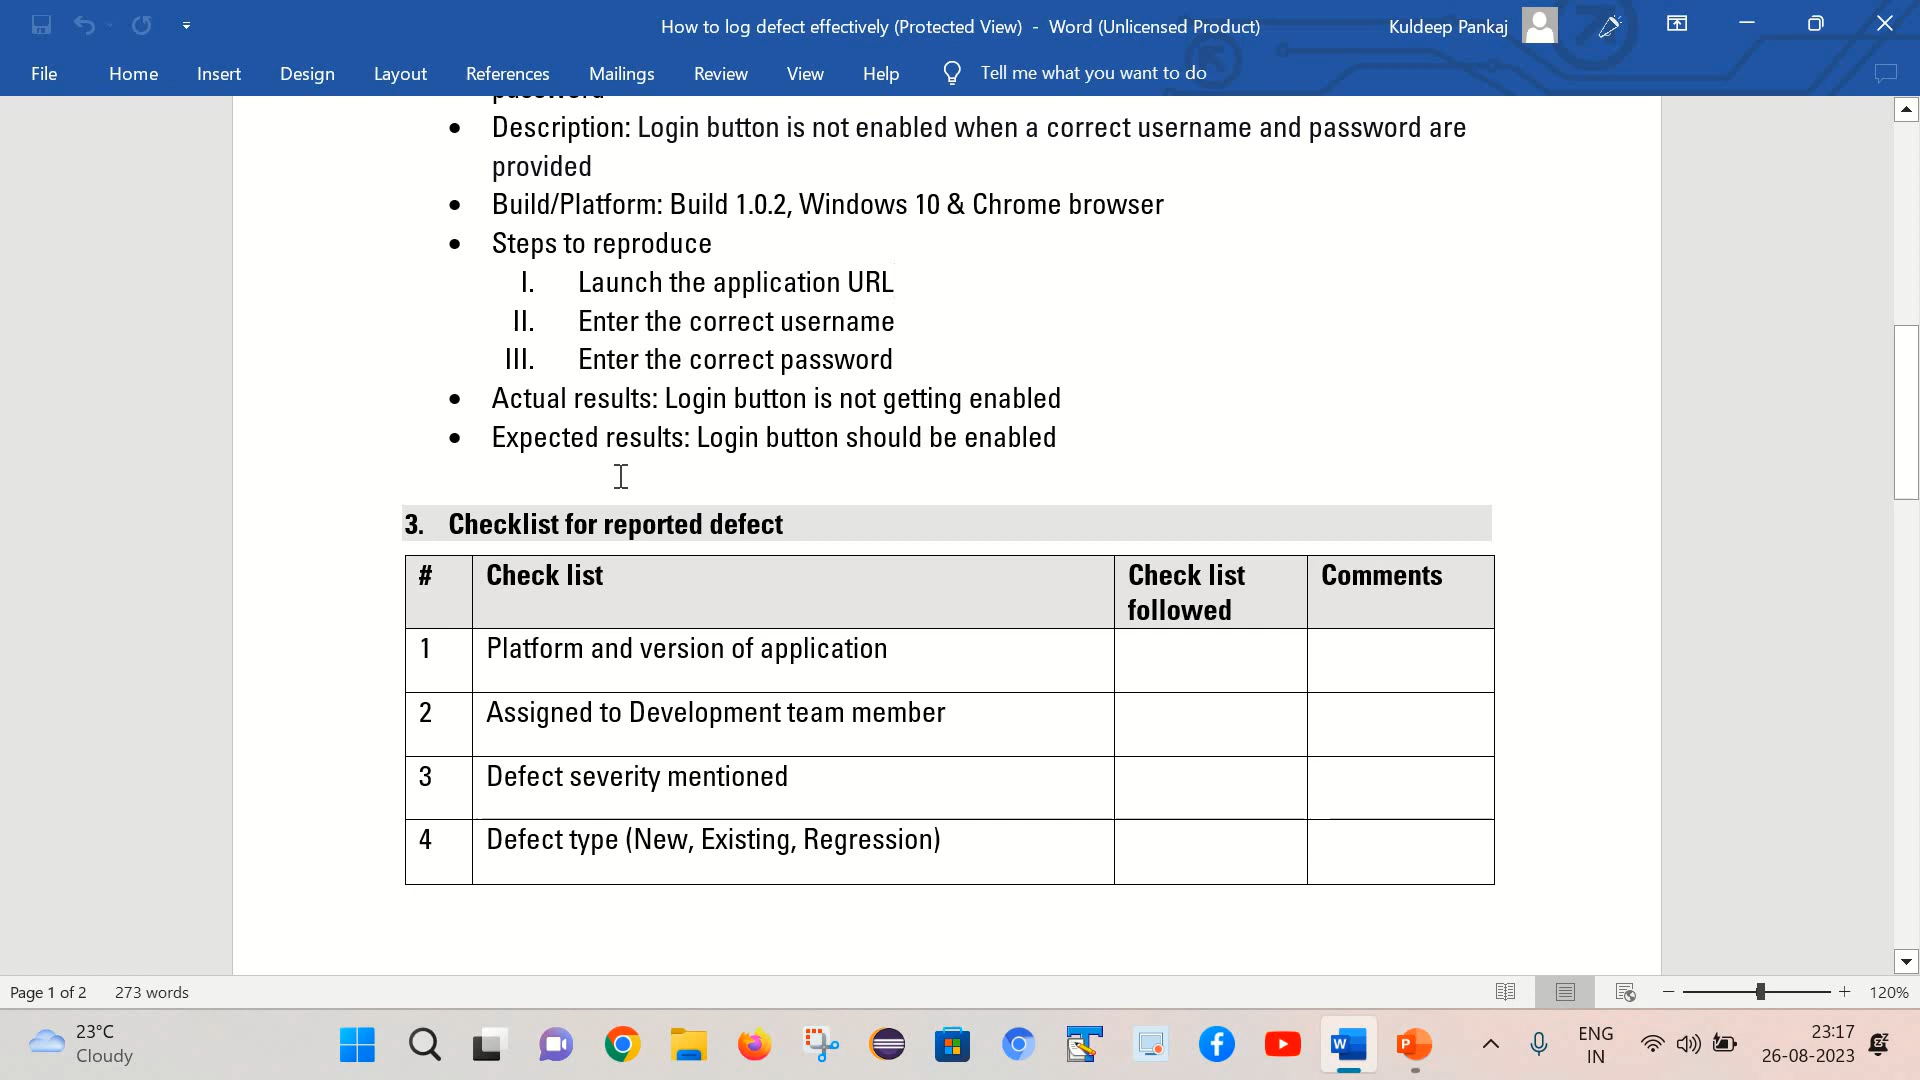 How to log defect effectively (Protected View) - Word (Unlicensed Product)
Kuldeep Pankaj
File Home Insert Design Layout References Mailings Review View Help Tell me what you want to do
password
• Description: Login button is not enabled when a correct username and password are
provided
• Build/Platform: Build 1.0.2, Windows 10 & Chrome browser
• Steps to reproduce
I. Launch the application URL
II. Enter the correct username
III. Enter the correct password
• Actual results: Login button is not getting enabled
• Expected results: Login button should be enabled
3. Checklist for reported defect
# Check list Check list Comments
followed
1 Platform and version of application
2 Assigned to Development team member
3 Defect severity mentioned
4 Defect type (New, Existing, Regression)
Page 1 of 2 273 words 120%
23°C
Cloudy
ENG
IN
23:17
26-08-2023